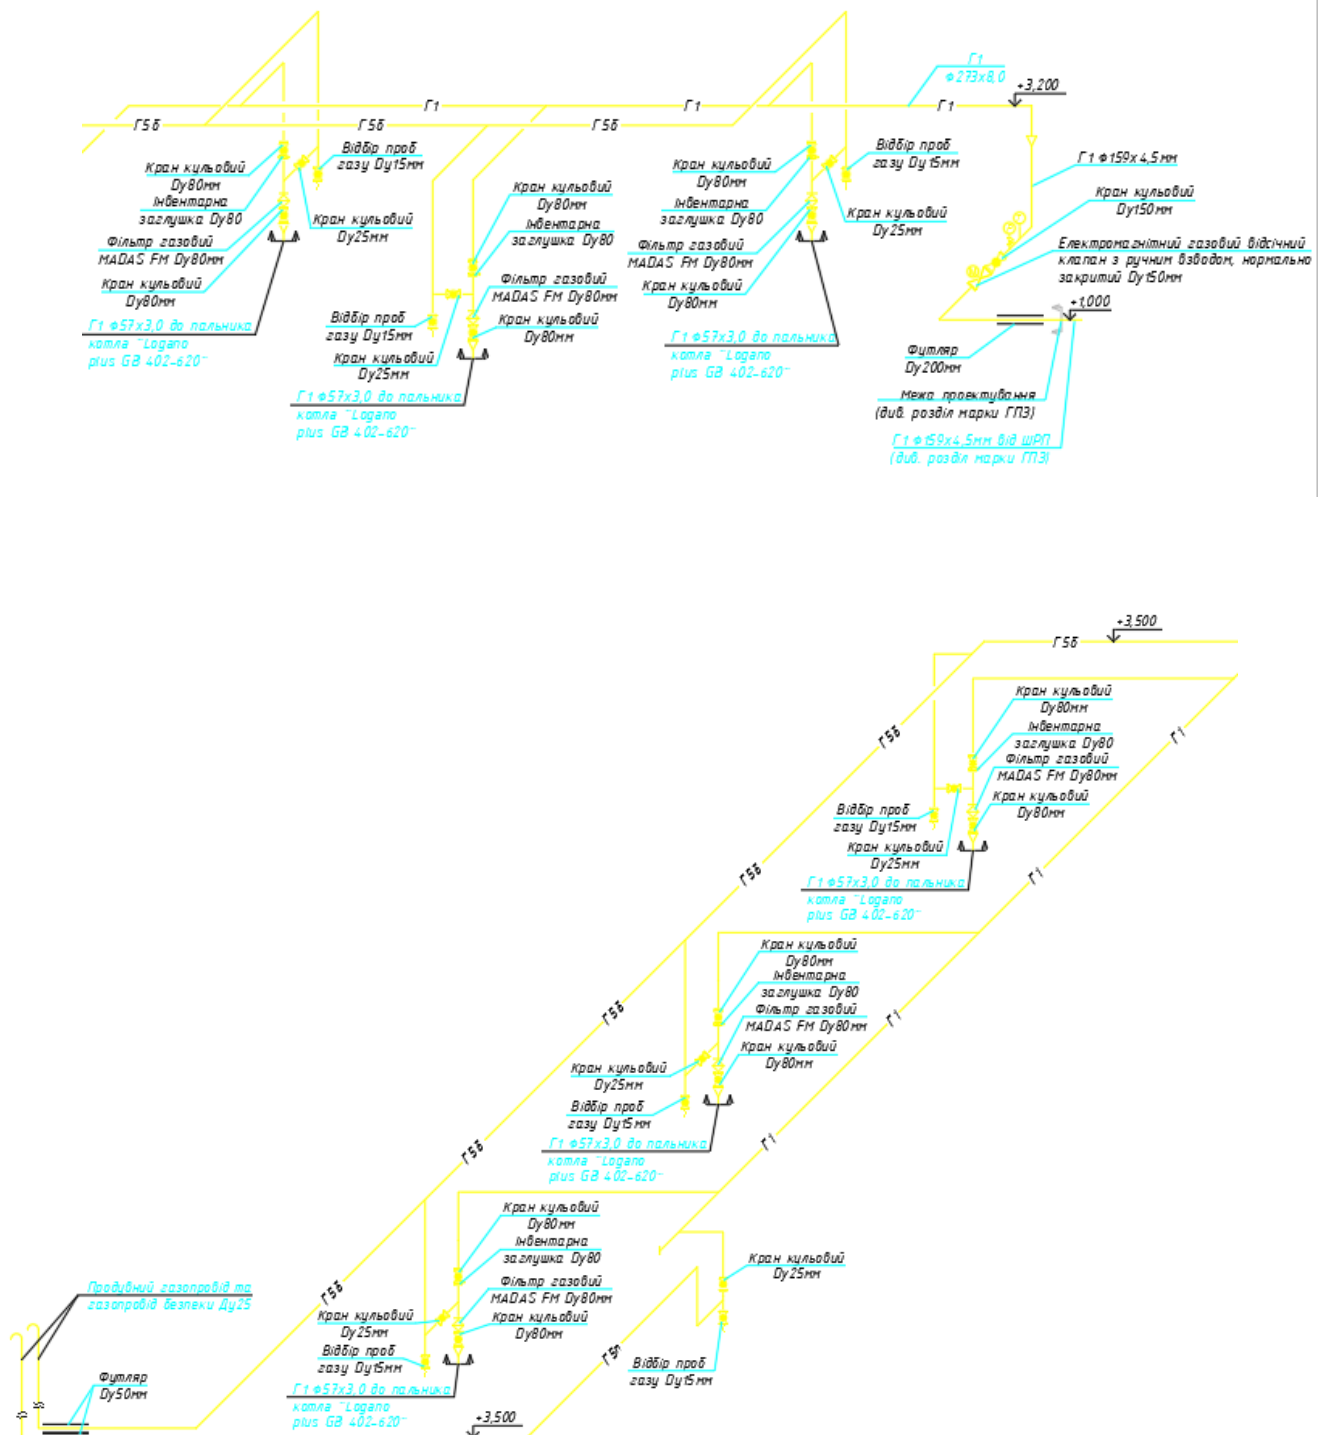 Г1
Ф273х8,0
+3,200
Г1
Г1
Г1
Г5б
Г5б
Г5б
Відбір проб
газу Dy15мм
Кран кульовий
Dy80мм
Інвентарна
заглушка Dy80
Кран кульовий
Dy25мм
Фільтр газовий
MADAS FM Dy80мм
Кран кульовий
Dy80мм
Г1 Ф57х3,0 до пальника
котла "Logano
plus GB 402-620"
Кран кульовий
Dy80мм
Інвентарна
заглушка Dy80
Фільтр газовий
MADAS FM Dy80мм
Відбір проб
газу Dy15мм
Кран кульовий
Dy80мм
Кран кульовий
Dy25мм
Г1 Ф57х3,0 до пальника
котла "Logano
plus GB 402-620"
Відбір проб
газу Dy15мм
Кран кульовий
Dy80мм
Інвентарна
заглушка Dy80
Кран кульовий
Dy25мм
Фільтр газовий
MADAS FM Dy80мм
Кран кульовий
Dy80мм
Г1 Ф57х3,0 до пальника
котла "Logano
plus GB 402-620"
Г1 Ф159х4,5мм
Кран кульовий
Dy150мм
Електромагнітний газовий відсічний
клапан з ручним взводом, нормально
закритий Dy150мм
+1,000
Футляр
Dy200мм
Межа проектування
(див. розділ марки ГПЗ)
Г1 Ф159х4,5мм від ШРП
(див. розділ марки ГПЗ)
+3,500
Г5б
Кран кульовий
Dy80мм
Інвентарна
заглушка Dy80
Фільтр газовий
MADAS FM Dy80мм
Кран кульовий
Dy80мм
Г5б
Г1
Відбір проб
газу Dy15мм
Кран кульовий
Dy25мм
Г1 Ф57х3,0 до пальника
котла "Logano
plus GB 402-620"
Г5б
Г1
Кран кульовий
Dy80мм
Інвентарна
заглушка Dy80
Фільтр газовий
MADAS FM Dy80мм
Кран кульовий
Dy80мм
Г5б
Г1
Кран кульовий
Dy25мм
Відбір проб
газу Dy15мм
Г1 Ф57х3,0 до пальника
котла "Logano
plus GB 402-620"
Г5б
Г1
Кран кульовий
Dy80мм
Інвентарна
заглушка Dy80
Фільтр газовий
MADAS FM Dy80мм
Кран кульовий
Dy80мм
Кран кульовий
Dy25мм
Відбір проб
газу Dy15мм
Г1 Ф57х3,0 до пальника
котла "Logano
plus GB 402-620"
Кран кульовий
Dy25мм
Відбір проб
газу Dy15мм
Продувний газопровід та
газопровід безпеки Ду25
Г5б
Футляр
Dy50мм
+3,500